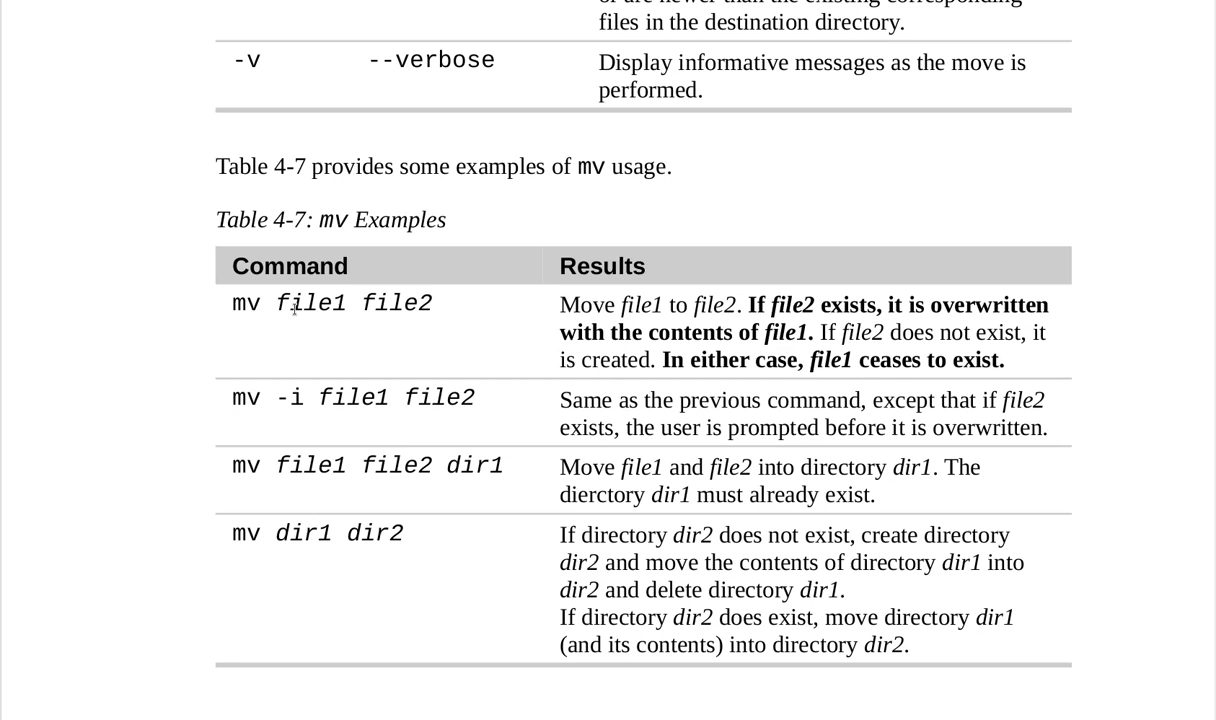 or are newer than the existing corresponding
files in the destination directory.
-v --verbose Display informative messages as the move is
performed.
Table 4-7 provides some examples of mv usage.
Table 4-7: mv Examples
Command Results
mv file1 file2 Move file1 to file2. If file2 exists, it is overwritten
with the contents of file1. If file2 does not exist, it
is created. In either case, file1 ceases to exist.
mv -i file1 file2 Same as the previous command, except that if file2
exists, the user is prompted before it is overwritten.
mv file1 file2 dir1 Move file1 and file2 into directory dir1. The
dierctory dir1 must already exist.
mv dir1 dir2 If directory dir2 does not exist, create directory
dir2 and move the contents of directory dir1 into
dir2 and delete directory dir1.
If directory dir2 does exist, move directory dir1
(and its contents) into directory dir2.